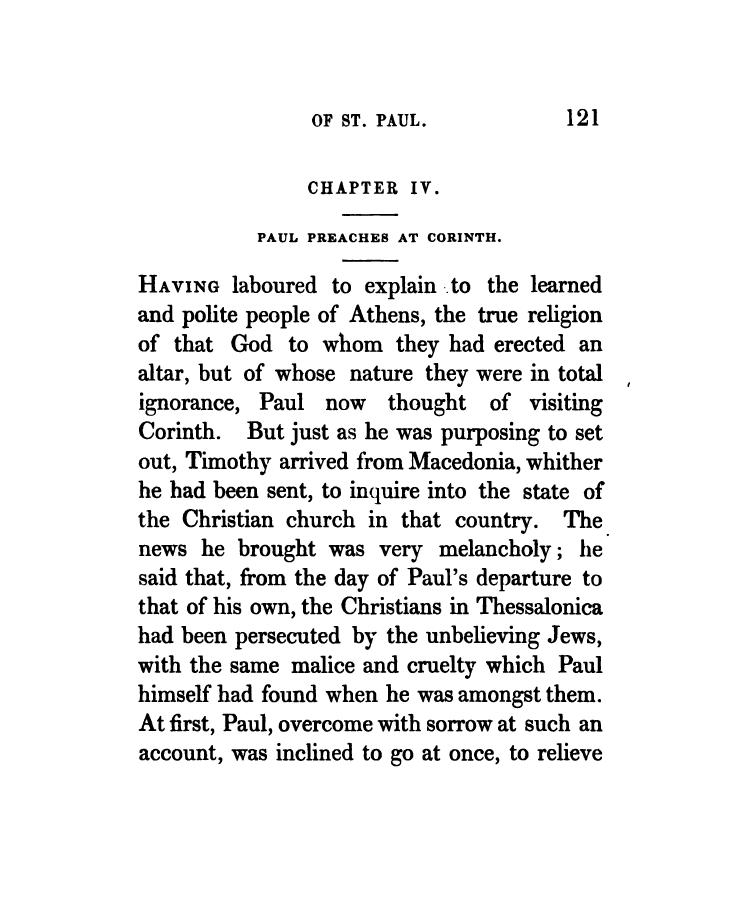 OF ST. PAUL. 121
CHAPTER IV.
PAUL PREACHES AT CORINTH.
HAVING laboured to explain to the learned
and polite people of Athens, the true religion
of that God to whom they had erected an
altar, but of whose nature they were in total
ignorance, Paul now thought of visiting
Corinth. But just as he was purposing to set
out, Timothy arrived from Macedonia, whither
he had been sent, to inquire into the state of
the Christian church in that country. The
news he brought was very melancholy; he
said that, from the day of Paul's departure to
that of his own, the Christians in Thessalonica
had been persecuted by the unbelieving Jews,
with the same malice and cruelty which Paul
himself had found when he was amongst them.
At first, Paul, overcome with sorrow at such an
account, was inclined to go at once, to relieve